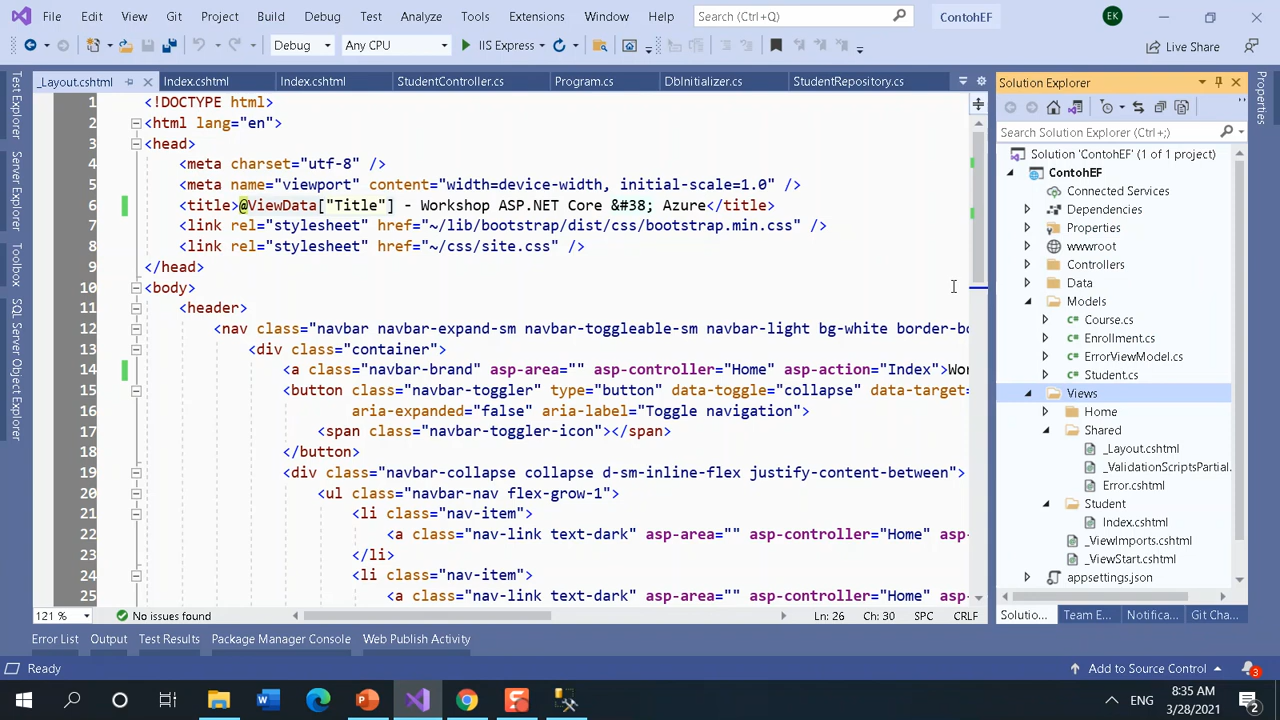 File Edit View Git Project Build Debug Test Analyze Tools Extensions Window Help Search (Ctrl+Q) ContohEF EK
Debug Any CPU IIS Express Live Share
Layout.cshtml Index.cshtml Index.cshtml StudentController.cs Program.cs DbInitializer.cs StudentRepository.cs
Test Explorer Server Explorer Toolbox SQL Server Object Explorer
<!DOCTYPE html>
2 <html lang="en">
3 <head>
4 <meta charset="utf-8" />
5 <meta name="viewport" content="width=device-width, initial-scale=1.0" />
6 <title>@ViewData["Title"] - Workshop ASP.NET Core &#38; Azure</title>
7 <link rel="stylesheet" href="~/lib/bootstrap/dist/css/bootstrap.min.css" />
8 <link rel="stylesheet" href="~/css/site.css" />
9 </head>
10 <body>
11 <header>
12 <nav class="navbar navbar-expand-sm navbar-toggleable-sm navbar-light bg-white border-bo
13 <div class="container">
14 <a class="navbar-brand" asp-area="" asp-controller="Home" asp-action="Index">Wor
15 <button class="navbar-toggler" type="button" data-toggle="collapse" data-target=
16 aria-expanded="false" aria-label="Toggle navigation">
17 <span class="navbar-toggler-icon"></span>
18 </button>
19 <div class="navbar-collapse collapse d-sm-inline-flex justify-content-between">
20 <ul class="navbar-nav flex-grow-1">
21 <li class="nav-item">
22 <a class="nav-link text-dark" asp-area="" asp-controller="Home" asp-
23 </li>
24 <li class="nav-item">
25 <a class="nav-link text-dark" asp-area="" asp-controller="Home" asp-
% Ln: 26 Ch: 30 SPC CRLF
Solution Explorer
Search Solution Explorer (Ctrl+;)
Solution 'ContohEF' (1 of 1 project)
ContohEF
Connected Services
Dependencies
Properties
wwwroot
Controllers
Data
Models
Course.cs
Enrollment.cs
ErrorViewModel.cs
Student.cs
Views
Home
Shared
_Layout.cshtml
_ValidationScriptsPartial.
Error.cshtml
Student
Index.cshtml
_ViewImports.cshtml
_ViewStart.cshtml
appsettings.json
Solutio... Team E... Notifica... Git Cha...
Properties
Error List Output Test Results Package Manager Console Web Publish Activity
Ready Add to Source Control 3
ENG 8:35 AM
3/28/2021 2